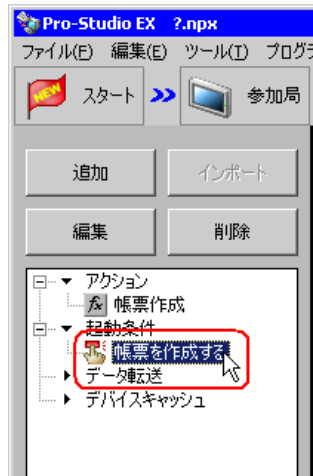 Pro-Studio EX ?.npx
ファイル(F) 編集(E) ツール(T) プログラ
NEW スタート 参加局
追加 インポート
編集 削除
アクション
fx 帳票作成
起動条件
帳票を作成する
データ転送
デバイスキャッシュ